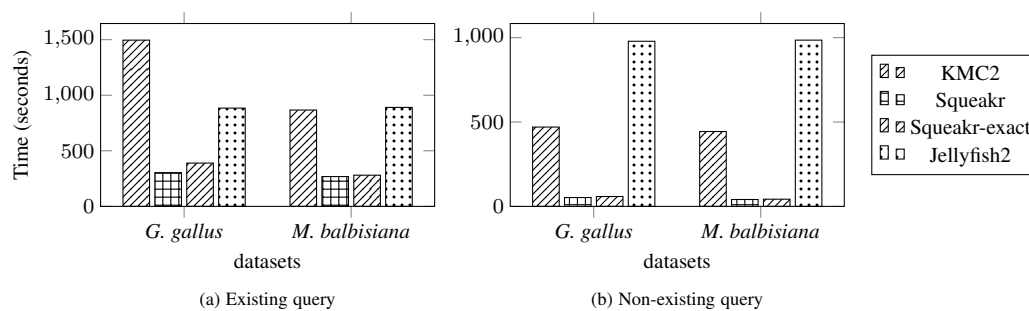 1,500
1,000
500
0
Time (seconds)
G. gallus
M. balbisiana
datasets
(a) Existing query
1,000
500
0
G. gallus
M. balbisiana
datasets
(b) Non-existing query
KMC2
Squeakr
Squeakr-exact
Jellyfish2